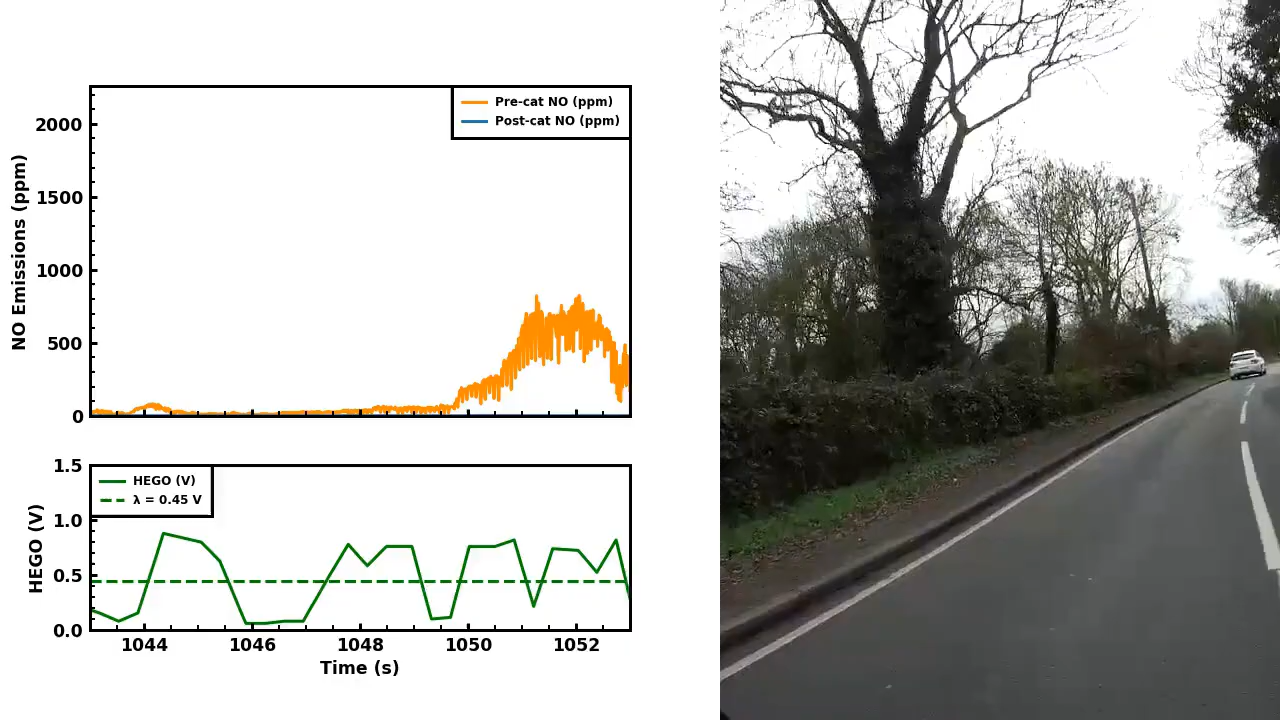 Pre-cat NO (ppm)
Post-cat NO (ppm)
NO Emissions (ppm)
2000
1500
1000
500
0
HEGO (V)
λ = 0.45 V
HEGO (V)
1.5
1.0
0.5
0.0
1044 1046 1048 1050 1052
Time (s)